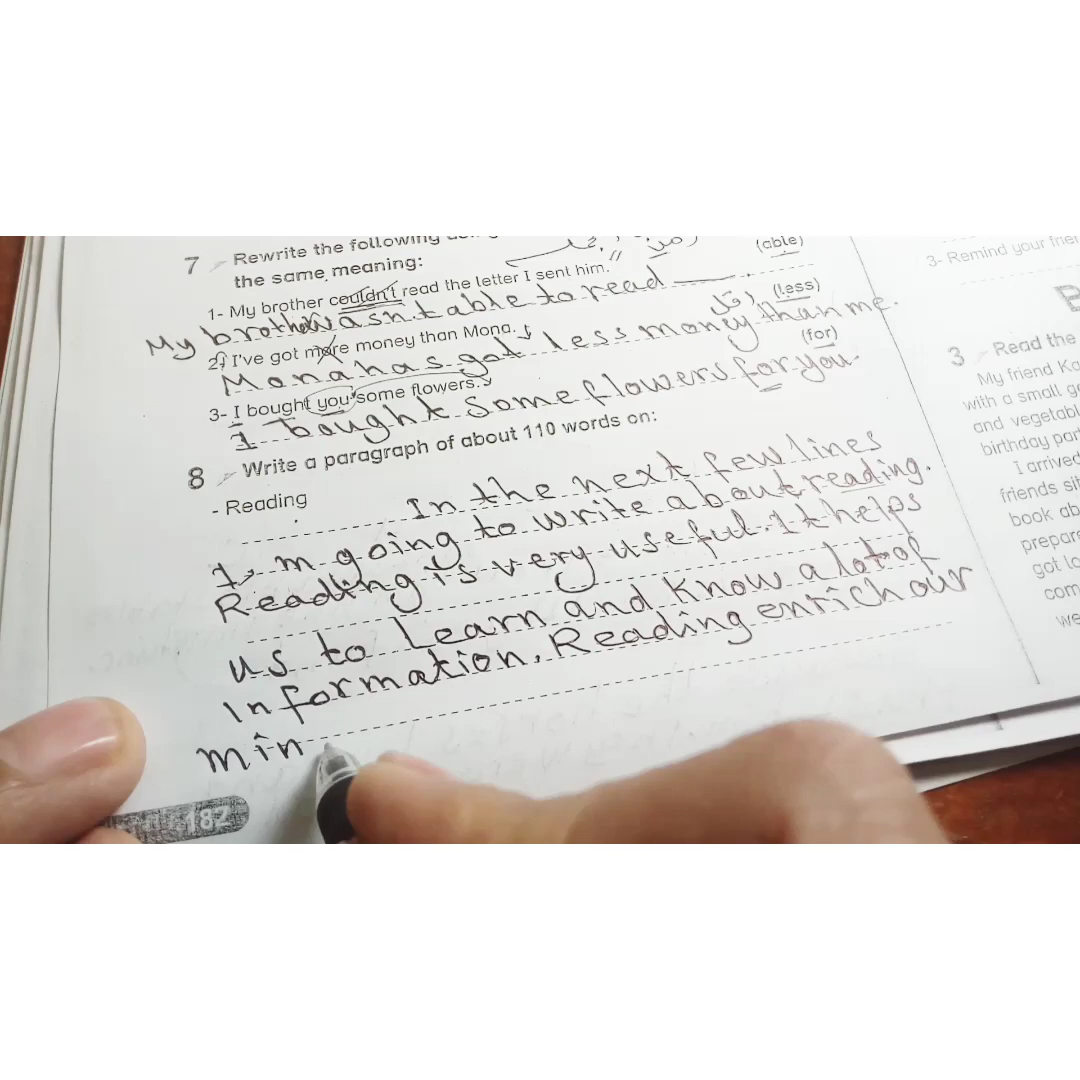 7 Rewrite the following
the same meaning:
(able)
1- My brother couldn't read the letter I sent him.
My brother wasn't able to read
(less)
2- I've got more money than Mona.
Mona has got less money than me.
(for)
3- I bought you some flowers.
I bought some flowers for you
8 Write a paragraph of about 110 words on:
- Reading
In the next few lines
I, m going to write about reading.
Reading is very useful. It helps
us to Learn and Know a lot of
information. Reading enrich our
min
182
3- Remind your frie
3 Read the
My friend Ka
with a small
and vegetabl
birthday part
I arrived
friends sit
book ab
prepare
got lo
com
we